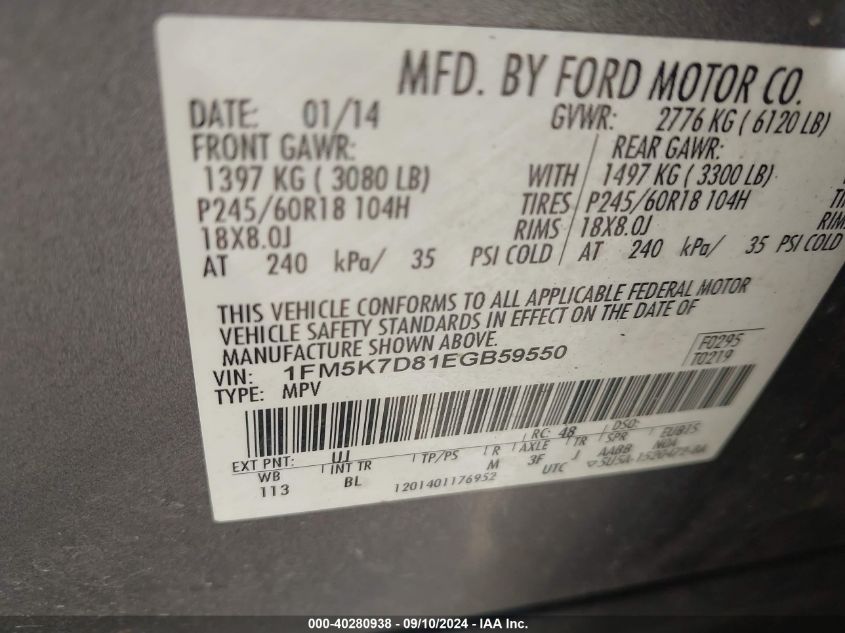 MFD. BY FORD MOTOR CO.
DATE: 01/14 GVWR: 2776 KG ( 6120 LB)
FRONT GAWR: REAR GAWR:
1397 KG ( 3080 LB) WITH 1497 KG ( 3300 LB)
P245/60R18 104H TIRES P245/60R18 104H TIRE
18X8.0J RIMS 18X8.0J RIM
AT 240 kPa/ 35 PSI COLD AT 240 kPa/ 35 PSI COLD
THIS VEHICLE CONFORMS TO ALL APPLICABLE FEDERAL MOTOR
VEHICLE SAFETY STANDARDS IN EFFECT ON THE DATE OF
MANUFACTURE SHOWN ABOVE.
VIN: 1FM5K7D81EGB59550 F0295
TYPE: MPV T0219
RC: 48 DSO:
EXT PNT: UJ
WB INT TR TP/PS R AXLE TR SPR
113 BL M 3F J AABB
1201401176952 UTC
000-40280938 - 09/10/2024 - IAA Inc.